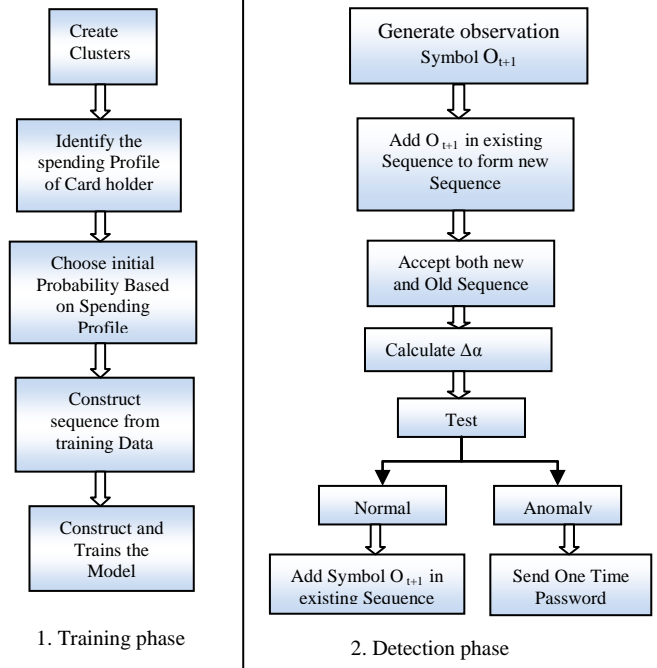 Create
Clusters
Identify the
spending Profile
of Card holder
Choose initial
Probability Based
on Spending
Profile
Construct
sequence from
training Data
Construct and
Trains the
Model
1. Training phase
Generate observation
Symbol O t+1
Add O t+1 in existing
Sequence to form new
Sequence
Accept both new
and Old Sequence
Calculate Δα
Test
Normal
Anomaly
Add Symbol O t+1 in
existing Sequence
Send One Time
Password
2. Detection phase